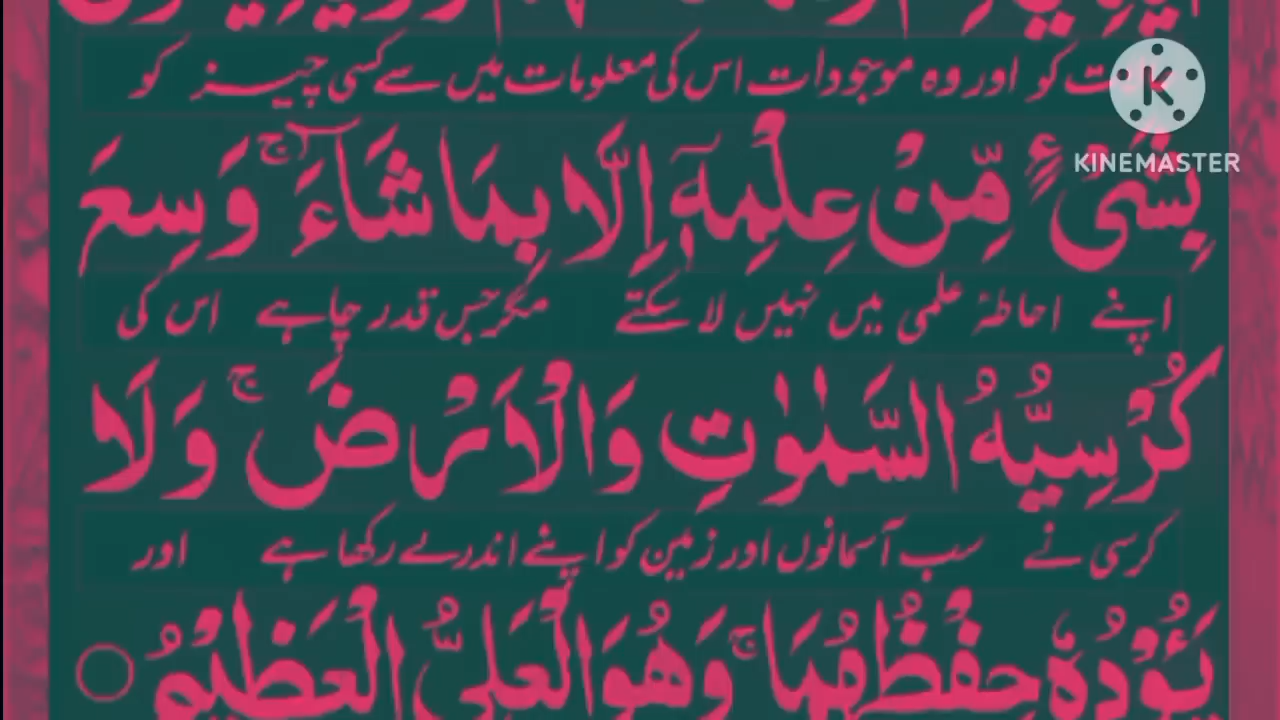 کو اور وہ موجودات اس کی معلومات میں سے کسی چیز کو
KINEMASTER
بِشَیْءٍ مِّنْ عِلْمِهٖۤ اِلَّا بِمَا شَآءَ ۚ وَسِعَ
اپنے احاطۂ علمی میں نہیں لا سکتے مگر جس قدر چاہے اس کی
کُرْسِیُّهُ السَّمٰوٰتِ وَالْاَرْضَ ۚ وَلَا
کرسی نے سب آسمانوں اور زمین کو اپنے اندر لے رکھا ہے اور
یَـُٔوْدُهٗ حِفْظُهُمَا ۚ وَهُوَ الْعَلِیُّ الْعَظِیْمُ ○